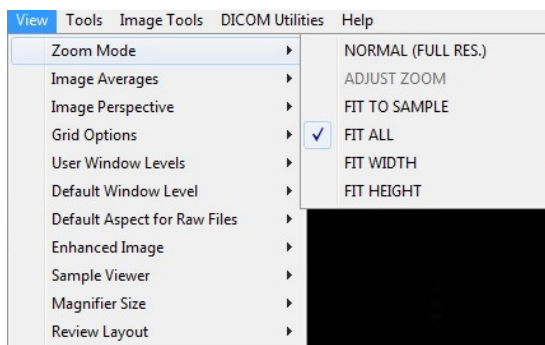 View Tools Image Tools DICOM Utilities Help
Zoom Mode
Image Averages
Image Perspective
Grid Options
User Window Levels
Default Window Level
Default Aspect for Raw Files
Enhanced Image
Sample Viewer
Magnifier Size
Review Layout
NORMAL (FULL RES.)
ADJUST ZOOM
FIT TO SAMPLE
FIT ALL
FIT WIDTH
FIT HEIGHT